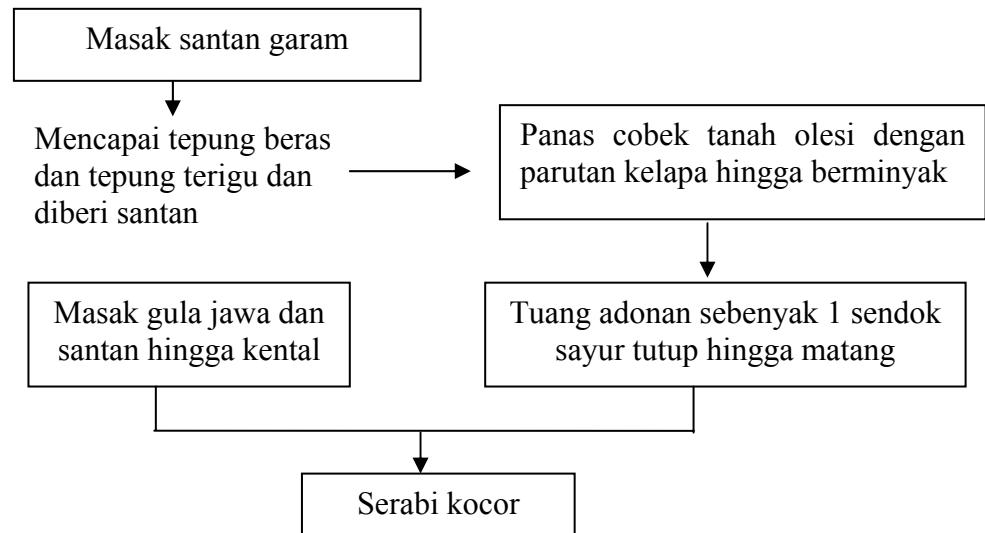 Masak santan garam
Mencapai tepung beras
dan tepung terigu dan
diberi santan
Panas cobek tanah olesi dengan
parutan kelapa hingga berminyak
Masak gula jawa dan
santan hingga kental
Tuang adonan sebenyak 1 sendok
sayur tutup hingga matang
Serabi kocor